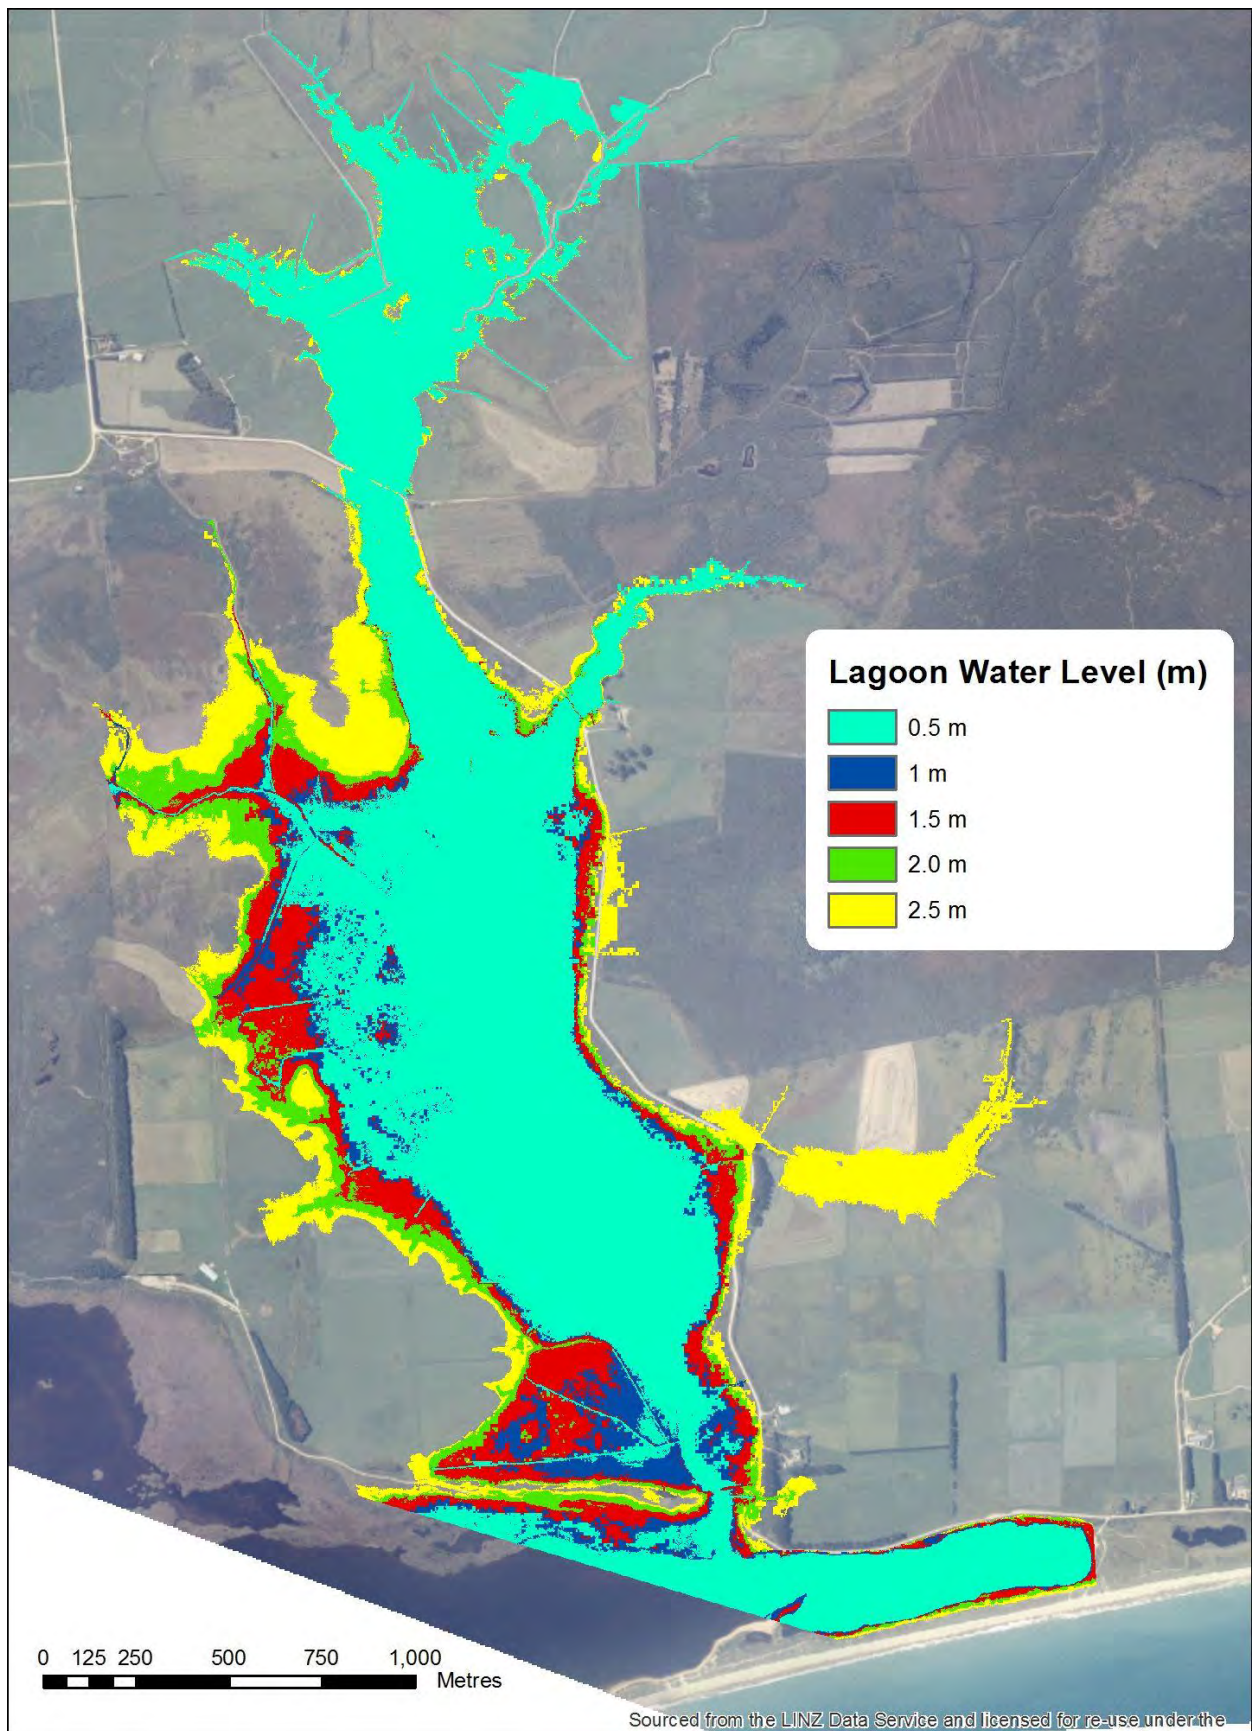 Lagoon Water Level (m)
0.5 m
1 m
1.5 m
2.0 m
2.5 m
0 125 250 500 750 1,000
Metres
Sourced from the LINZ Data Service and licensed for re-use under the